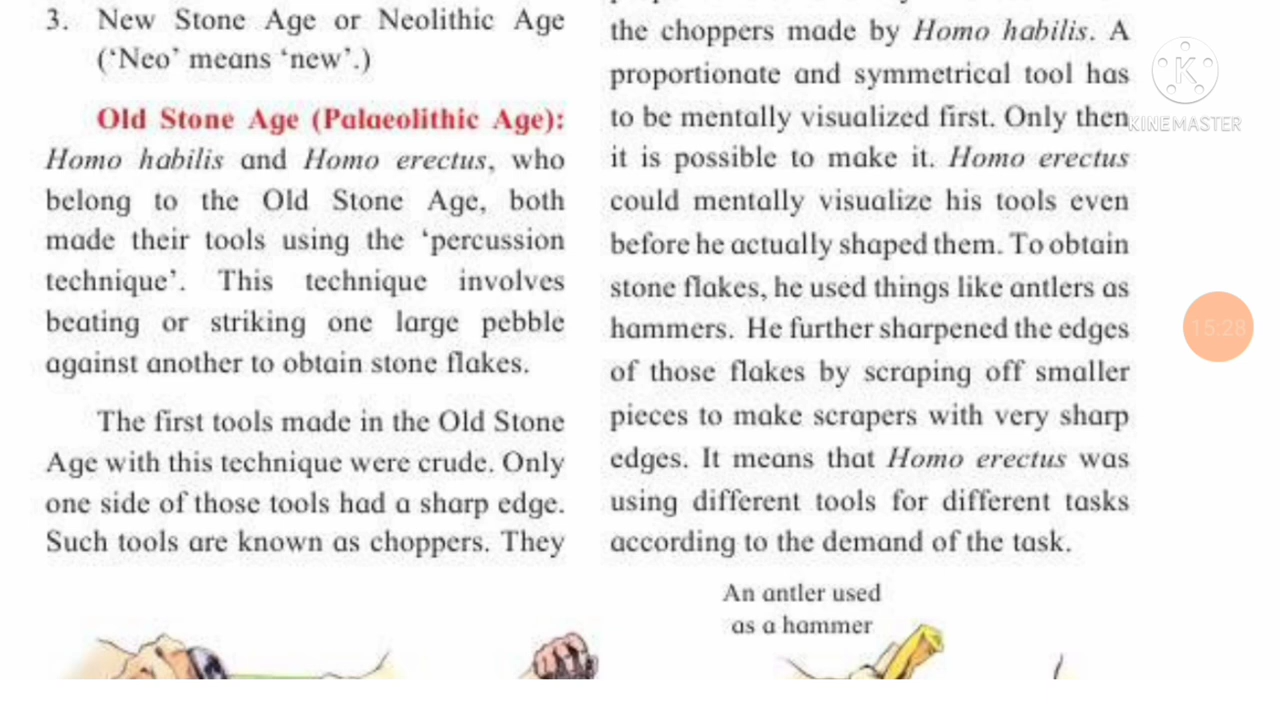 3. New Stone Age or Neolithic Age
('Neo' means 'new'.)
Old Stone Age (Palaeolithic Age):
Homo habilis and Homo erectus, who
belong to the Old Stone Age, both
made their tools using the 'percussion
technique'. This technique involves
beating or striking one large pebble
against another to obtain stone flakes.
The first tools made in the Old Stone
Age with this technique were crude. Only
one side of those tools had a sharp edge.
Such tools are known as choppers. They
the choppers made by Homo habilis. A
proportionate and symmetrical tool has
to be mentally visualized first. Only then
it is possible to make it. Homo erectus
could mentally visualize his tools even
before he actually shaped them. To obtain
stone flakes, he used things like antlers as
hammers. He further sharpened the edges
of those flakes by scraping off smaller
pieces to make scrapers with very sharp
edges. It means that Homo erectus was
using different tools for different tasks
according to the demand of the task.
An antler used
as a hammer
K
KINEMASTER
15:28